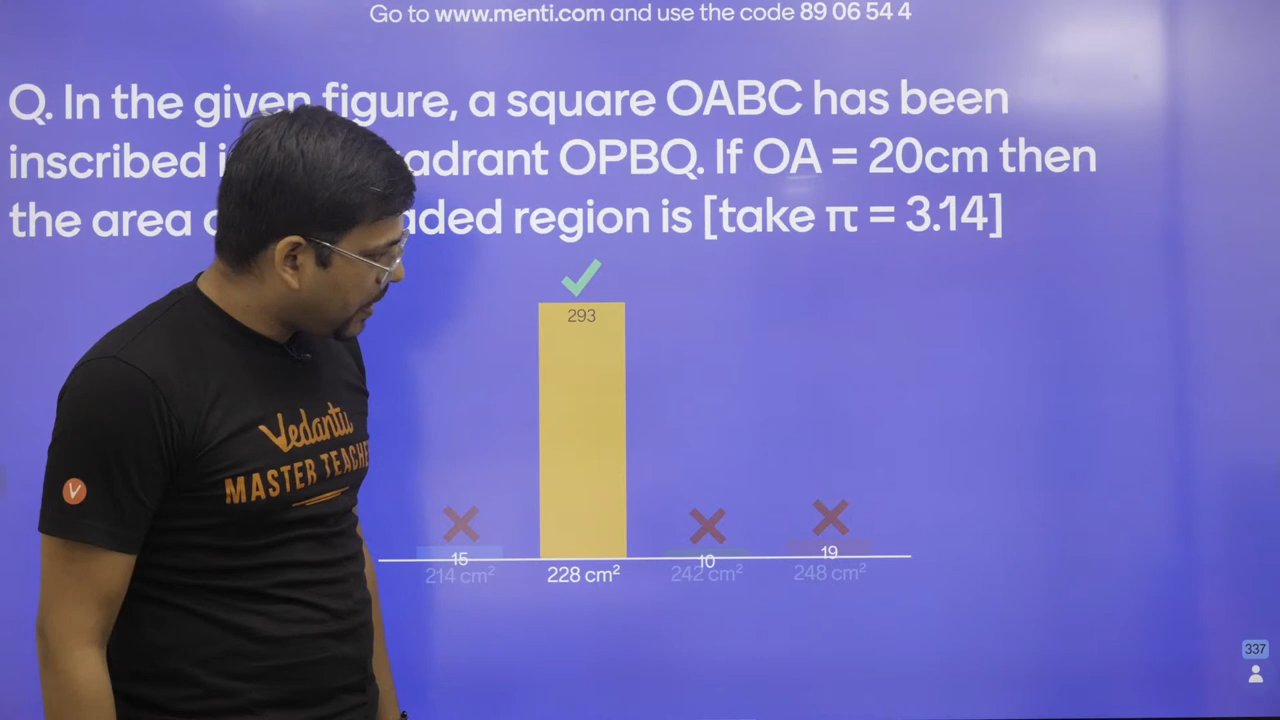 Go to www.menti.com and use the code 89 06 54 4
Q. In the given figure, a square OABC has been
inscribed adrant OPBQ. If OA = 20cm then
the area aded region is [take π = 3.14]
293
15
10
19
214 cm²
228 cm²
242 cm²
248 cm²
Vedantu
MASTER TEACHE
V
337